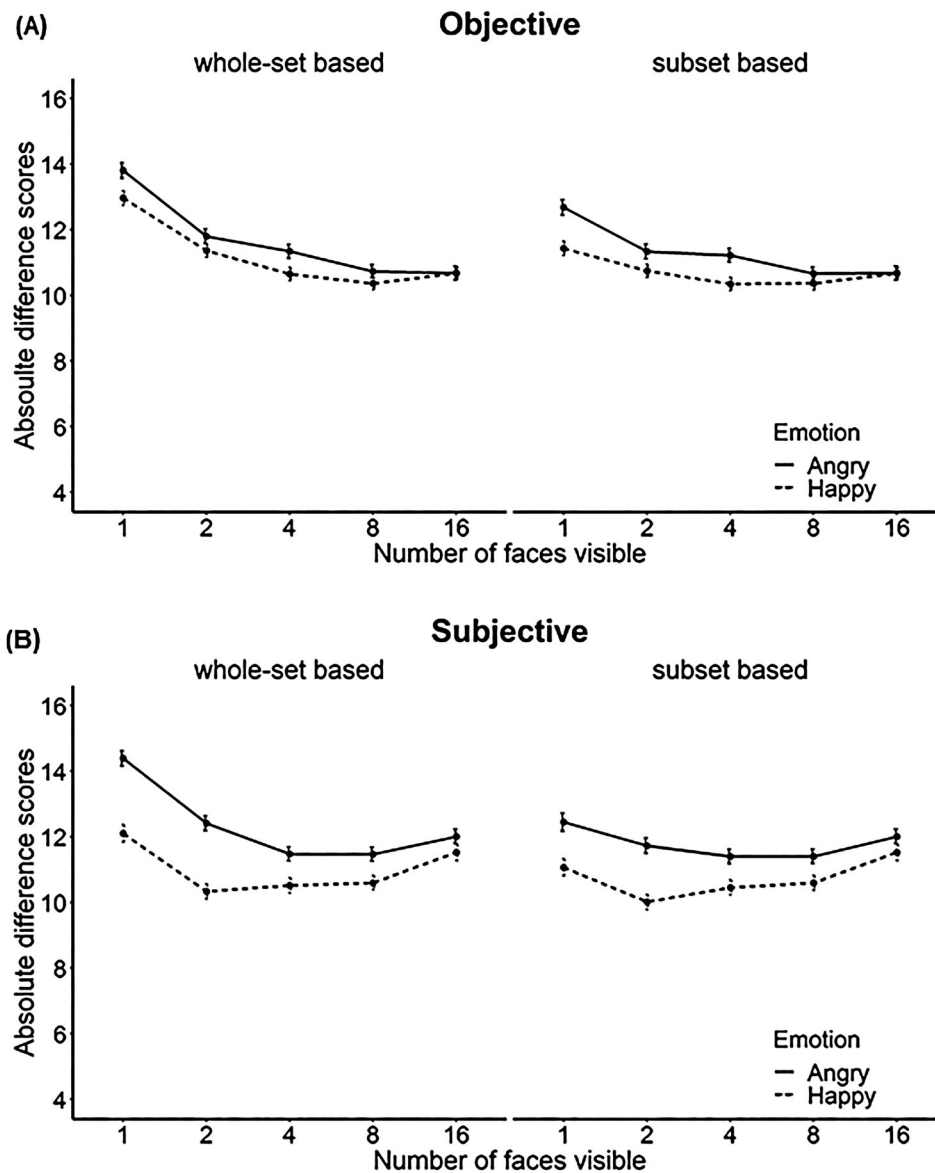 (A)
Objective
whole-set based
subset based
Absoulte difference scores
16
14
12
10
8
6
4
Emotion
Angry
Happy
1 2 4 8 16 1 2 4 8 16
Number of faces visible
(B)
Subjective
whole-set based
subset based
Absolute difference scores
16
14
12
10
8
6
4
Emotion
Angry
Happy
1 2 4 8 16 1 2 4 8 16
Number of faces visible